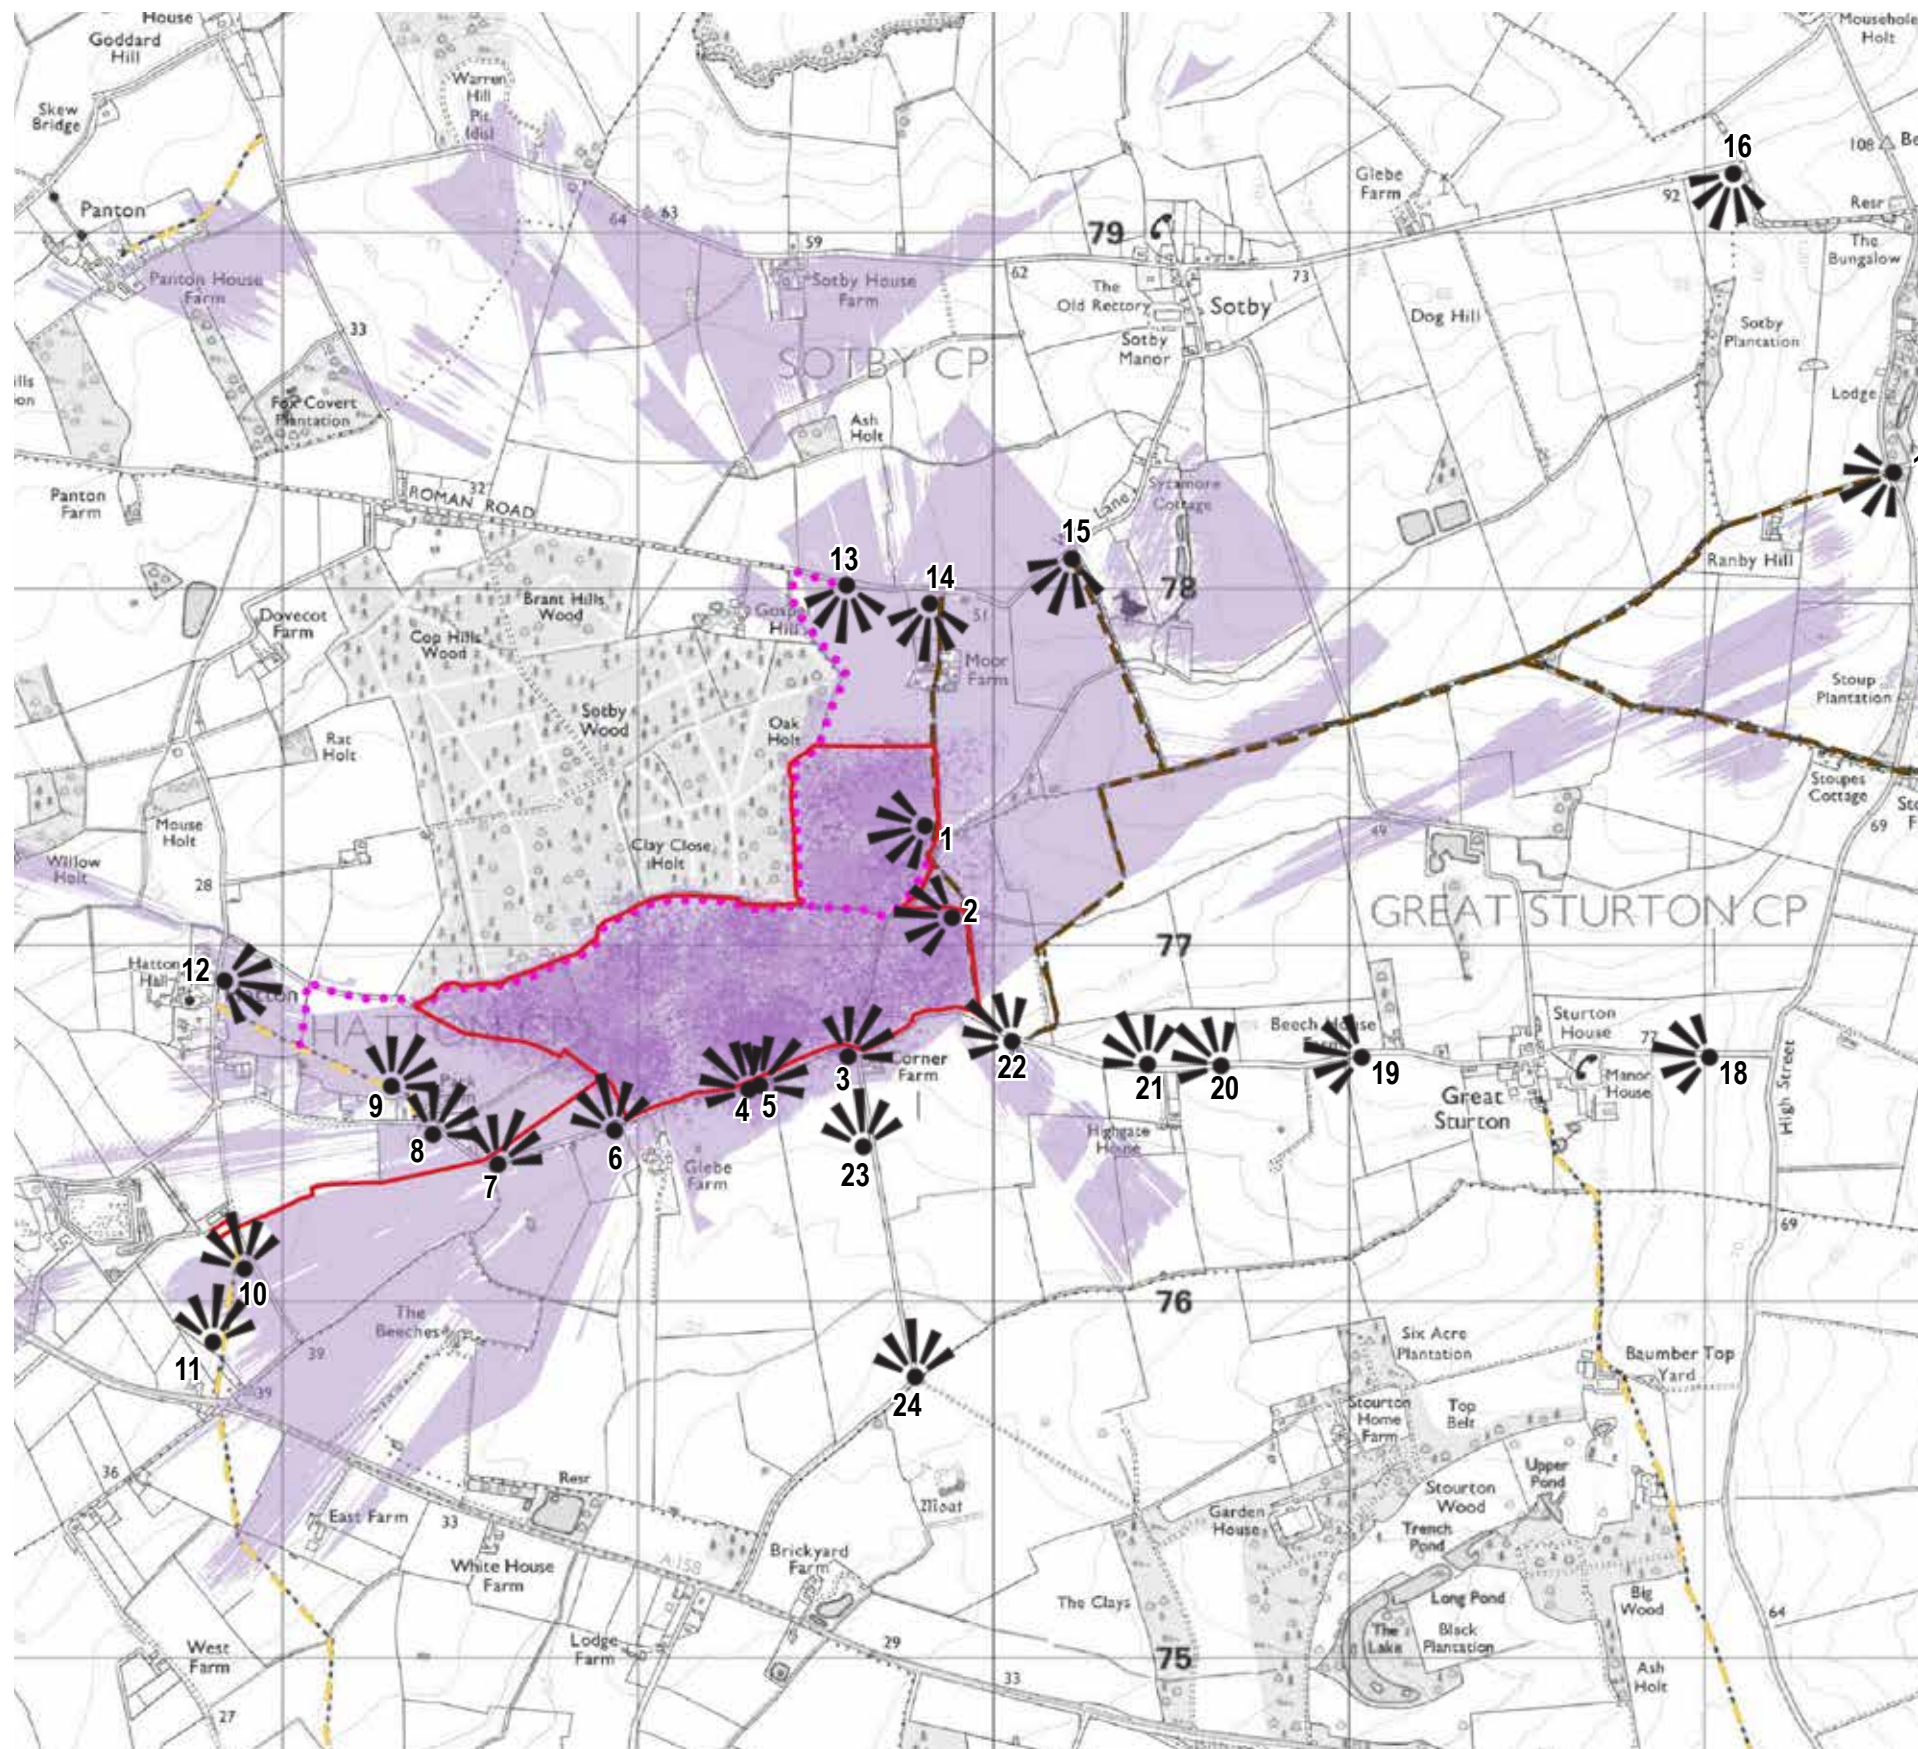 House
Goddard
Hill
Skew
Bridge
Panton
Panton House
Farm
33
Warren
Hill
Pit
(dis)
64
63
59
Sotby House
Farm
SOTBY CP
62
79
The
Old Rectory
Sotby
Sotby
Manor
73
Glebe
Farm
Dog Hill
92
16
Mousehole
Holt
108
Resr
The
Bungalow
Sotby
Plantation
Lodge
Fox Covert
Plantation
Ash
Holt
Panton
Farm
32
ROMAN ROAD
Sycamore
Cottage
Lane
15
78
13
14
51
Moor
Farm
Ranby Hill
Stoup
Plantation
Stoupes
Cottage
69
Dovecot
Farm
Brant Hills
Wood
Cop Hills
Wood
Sotby
Wood
Oak
Holt
Rat
Holt
Mouse
Holt
Willow
Holt
28
Clay Close
Holt
1
2
49
GREAT STURTON CP
77
Hatton
Hall
12
Hatton
HATTON CP
9
8
7
6
4
5
3
Corner
Farm
22
21
20
Beech House
Farm
19
Sturton
House
77
18
Manor
House
Great
Sturton
High Street
Highgate
House
23
Glebe
Farm
69
10
11
The
Beeches
39
39
76
24
Six Acre
Plantation
Baumber Top
Yard
Stourton
Home
Farm
Top
Belt
36
Resr
East Farm
33
White House
Farm
A 158
Brickyard
Farm
Moat
Garden
House
Stourton
Wood
Upper
Pond
Trench
Pond
Long Pond
Big
Wood
The Clays
The
Lake
Black
Plantation
64
West
Farm
Lodge
Farm
29
33
75
Ash
Holt
27